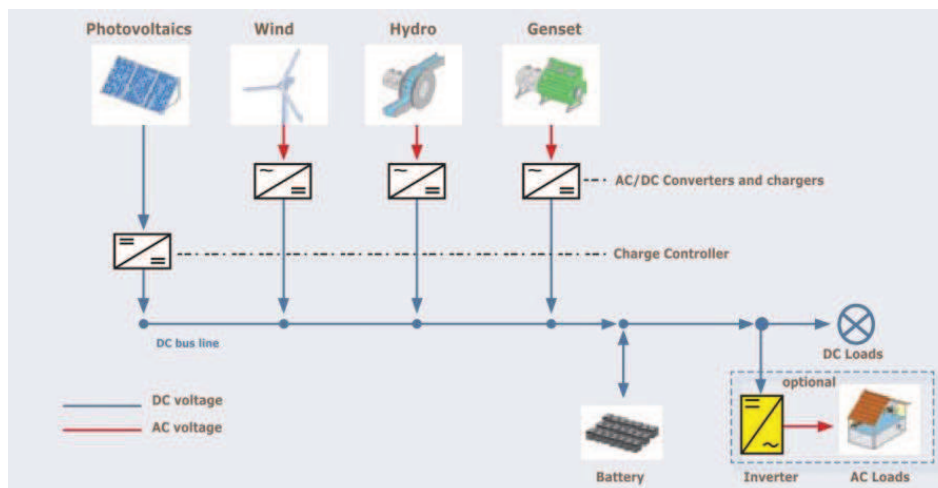 Photovoltaics
Wind
Hydro
Genset
AC/DC Converters and chargers
Charge Controller
DC bus line
DC Loads
optional
DC voltage
AC voltage
Battery
Inverter
AC Loads